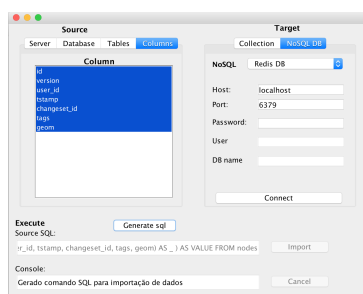 Source
Target
Server Database Tables Columns
Collection NoSQL DB
Column
id
version
user_id
tstamp
changeset_id
tags
geom
NoSQL Redis DB
Host: localhost
Port: 6379
Password:
User
DB name
Connect
Execute
Generate sql
Source SQL:
er_id, tstamp, changeset_id, tags, geom) AS _ ) AS VALUE FROM nodes
Import
Console:
Gerado comando SQL para importação de dados
Cancel